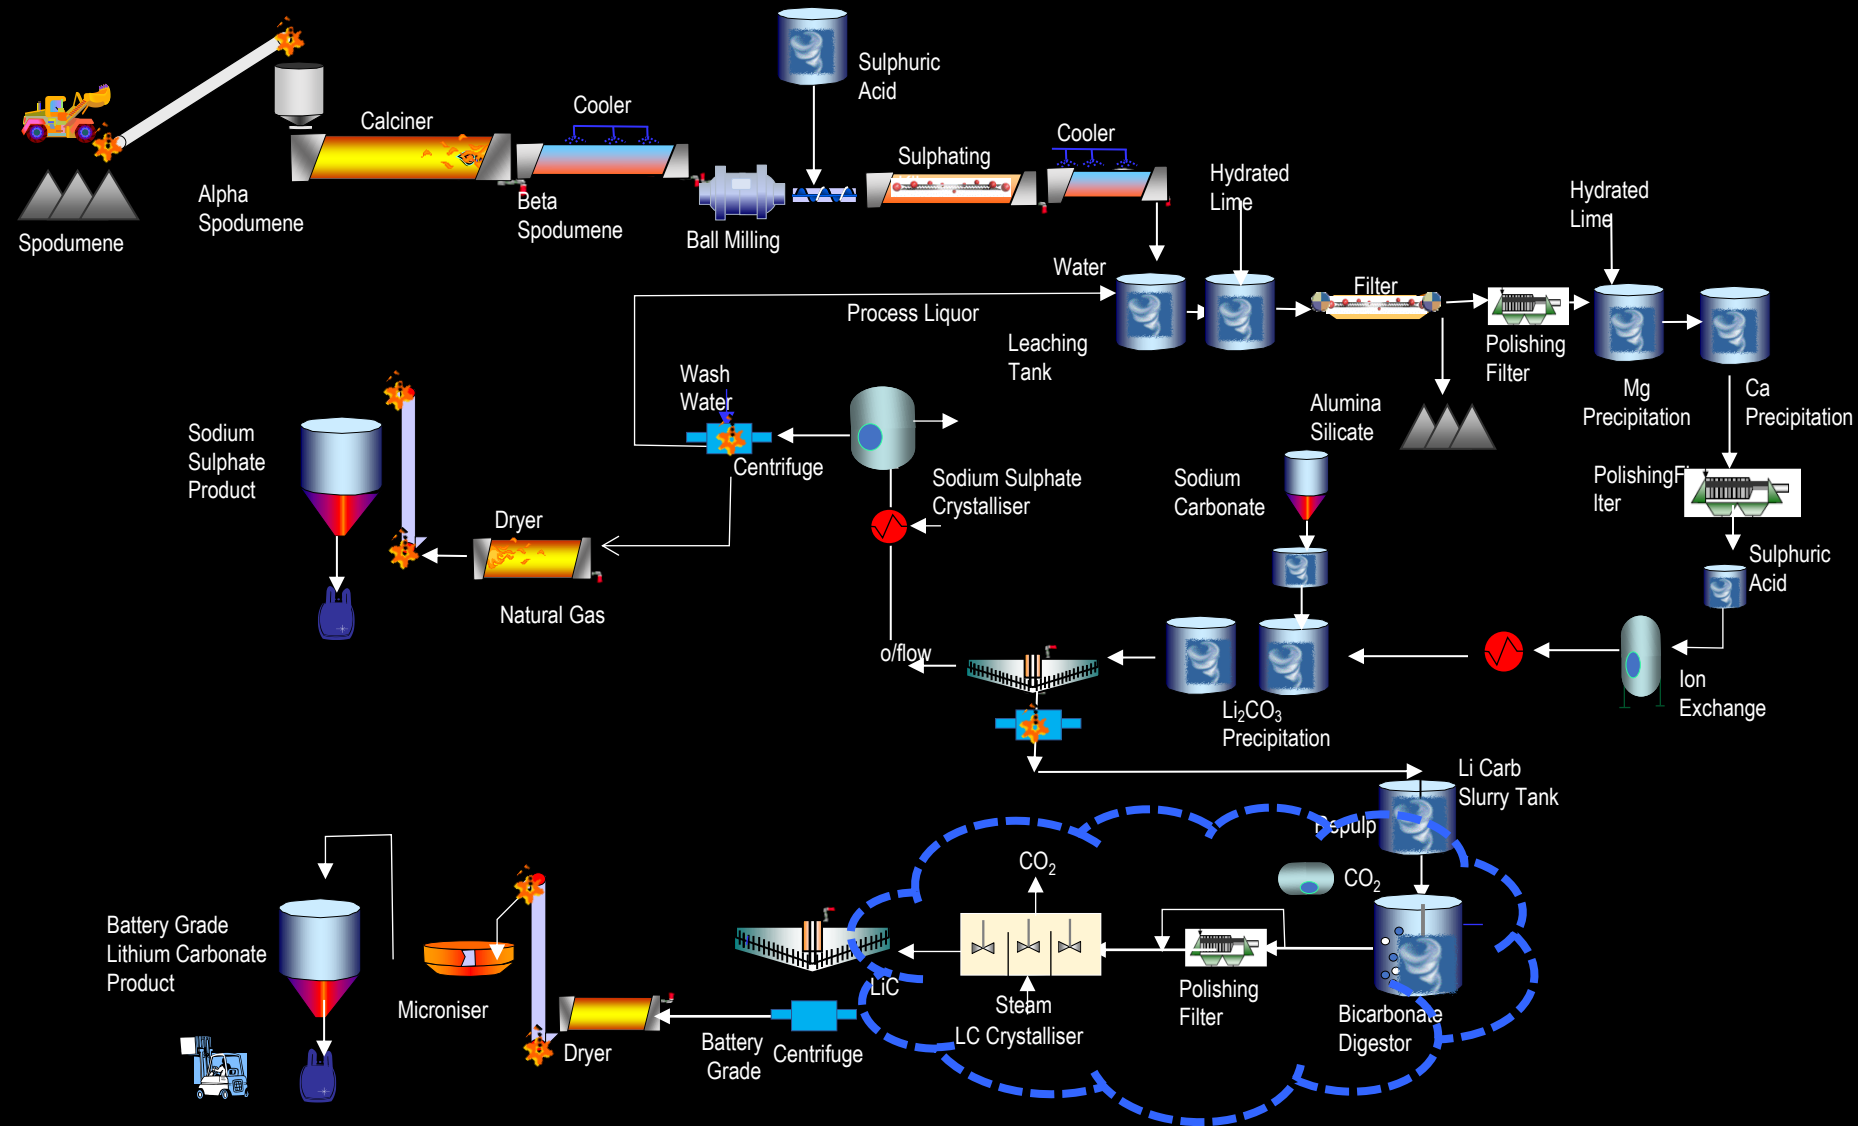 Sulphuric
Acid
Cooler
Calciner
Cooler
Sulphating
Hydrated
Lime
Hydrated
Lime
Alpha
Spodumene
Beta
Spodumene
Spodumene
Ball Milling
Water
Filter
Process Liquor
Leaching
Tank
Polishing
Filter
Wash
Water
Mg
Precipitation
Ca
Precipitation
Alumina
Silicate
Sodium
Sulphate
Product
Centrifuge
Sodium Sulphate
Crystalliser
Sodium
Carbonate
PolishingFi
lter
Dryer
Sulphuric
Acid
Natural Gas
o/flow
Ion
Exchange
Li₂CO₃
Precipitation
Li Carb
Slurry Tank
Repulp
CO₂
CO₂
Battery Grade
Lithium Carbonate
Product
LiC
Microniser
Steam
LC Crystalliser
Polishing
Filter
Bicarbonate
Digestor
Battery
Grade
Centrifuge
Dryer